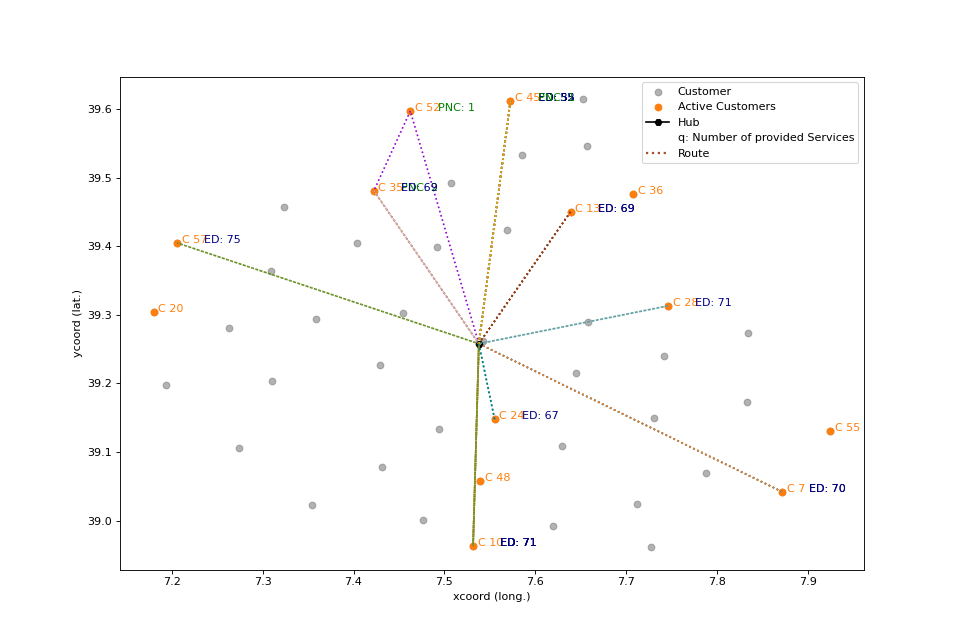 Customer
Active Customers
Hub
q: Number of provided Services
Route
39.6
39.5
39.4
39.3
39.2
39.1
39.0
ycoord (lat.)
C 52 PNC: 1
C 45
C 35
C 36
C 13 ED: 69
C 57 ED: 75
C 20
C 28 ED: 71
C 24 ED: 67
C 55
C 48
C 7 ED: 70
C 10 ED: 71
7.2 7.3 7.4 7.5 7.6 7.7 7.8 7.9
xcoord (long.)